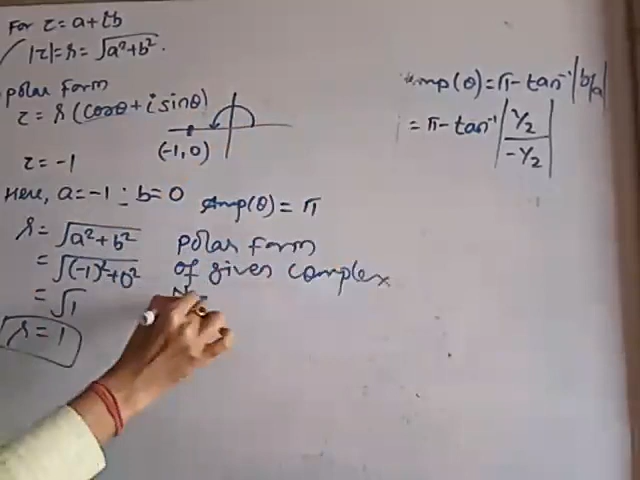 For z = a+ib
|z| = r = √a²+b².
polar form
z = r (cosθ + i sinθ)
(-1,0)
z = -1
Here, a = -1 : b = 0
r = √a²+b²
= √(-1)²+0²
= √1
r = 1
Amp(θ) = π
polar form
of given complex
Amp(θ) = π - tan⁻¹ |b/a|
= π - tan⁻¹ |½ / -½|